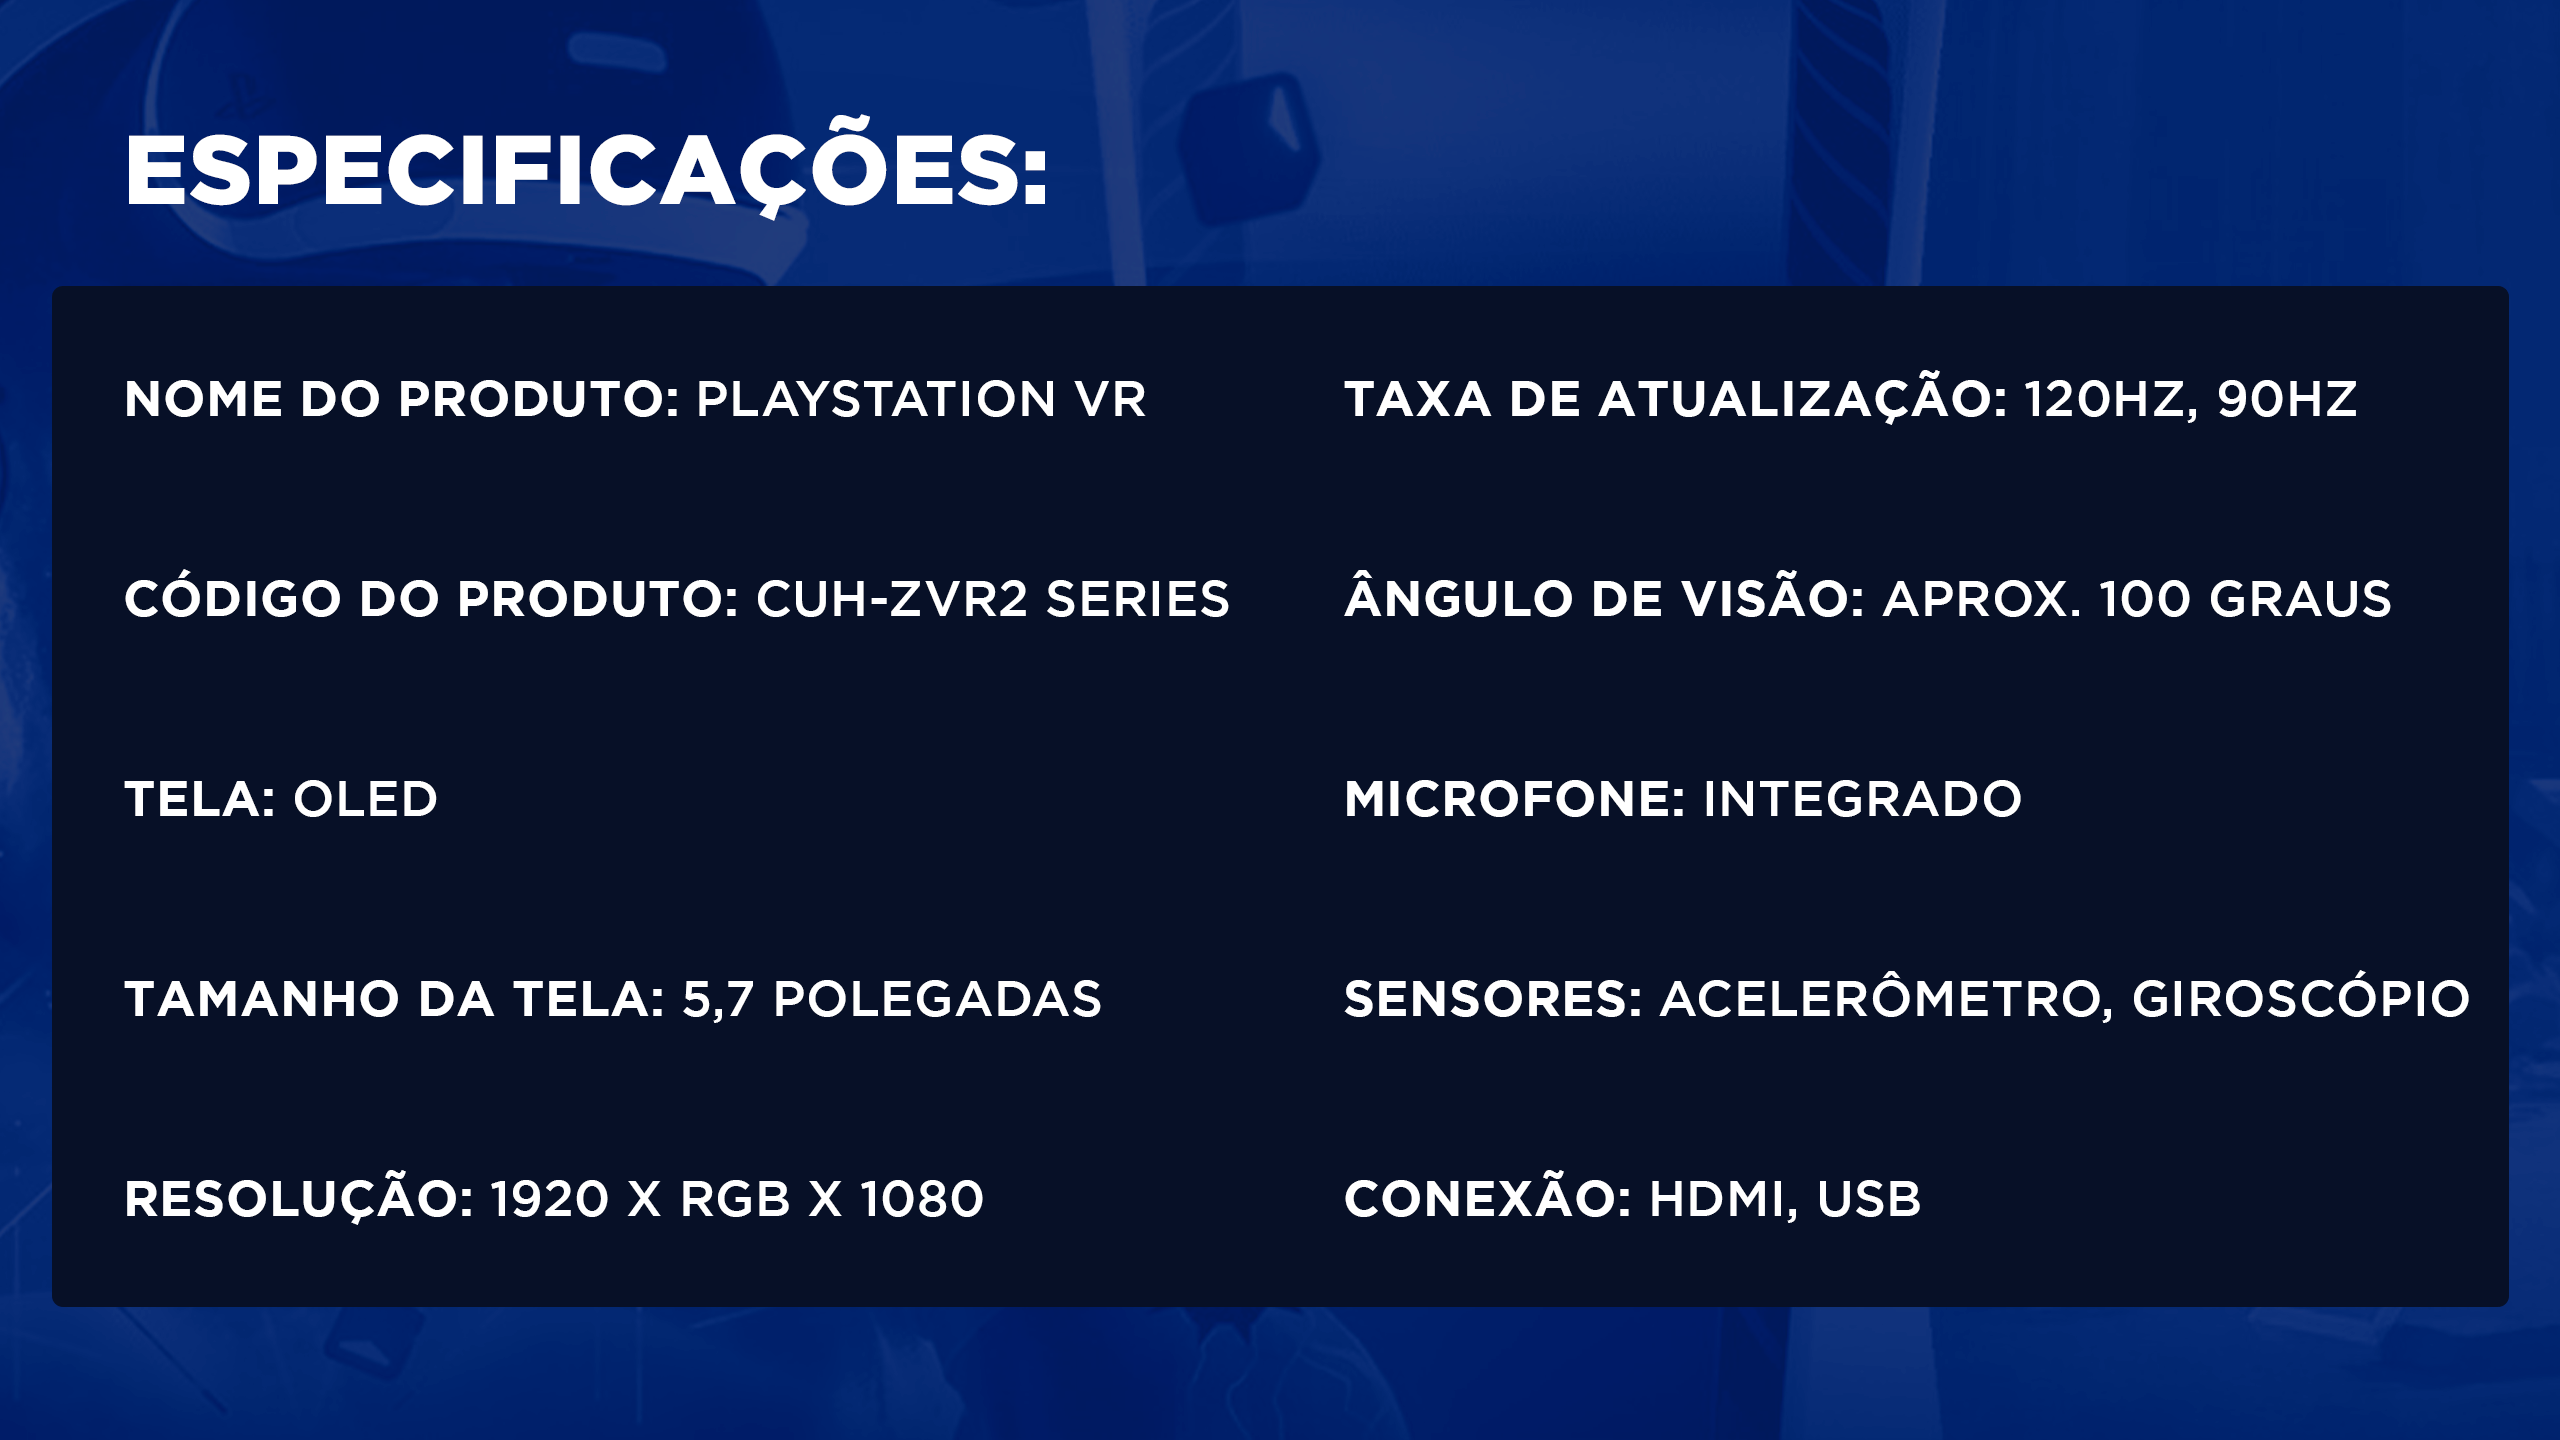 ESPECIFICAÇÕES:
NOME DO PRODUTO: PLAYSTATION VR
CÓDIGO DO PRODUTO: CUH-ZVR2 SERIES
TELA: OLED
TAMANHO DA TELA: 5,7 POLEGADAS
RESOLUÇÃO: 1920 X RGB X 1080
TAXA DE ATUALIZAÇÃO: 120HZ, 90HZ
ÂNGULO DE VISÃO: APROX. 100 GRAUS
MICROFONE: INTEGRADO
SENSORES: ACELERÔMETRO, GIROSCÓPIO
CONEXÃO: HDMI, USB